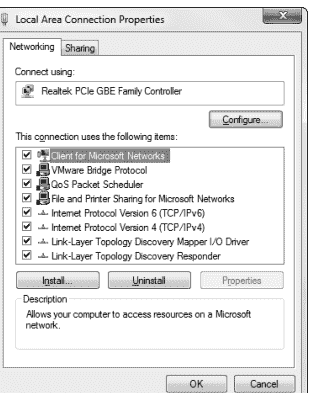 Local Area Connection Properties
Networking Sharing
Connect using:
Realtek PCIe GBE Family Controller
Configure...
This connection uses the following items:
Client for Microsoft Networks
VMware Bridge Protocol
QoS Packet Scheduler
File and Printer Sharing for Microsoft Networks
Internet Protocol Version 6 (TCP/IPv6)
Internet Protocol Version 4 (TCP/IPv4)
Link-Layer Topology Discovery Mapper I/O Driver
Link-Layer Topology Discovery Responder
Install... Uninstall Properties
Description
Allows your computer to access resources on a Microsoft
network.
OK Cancel